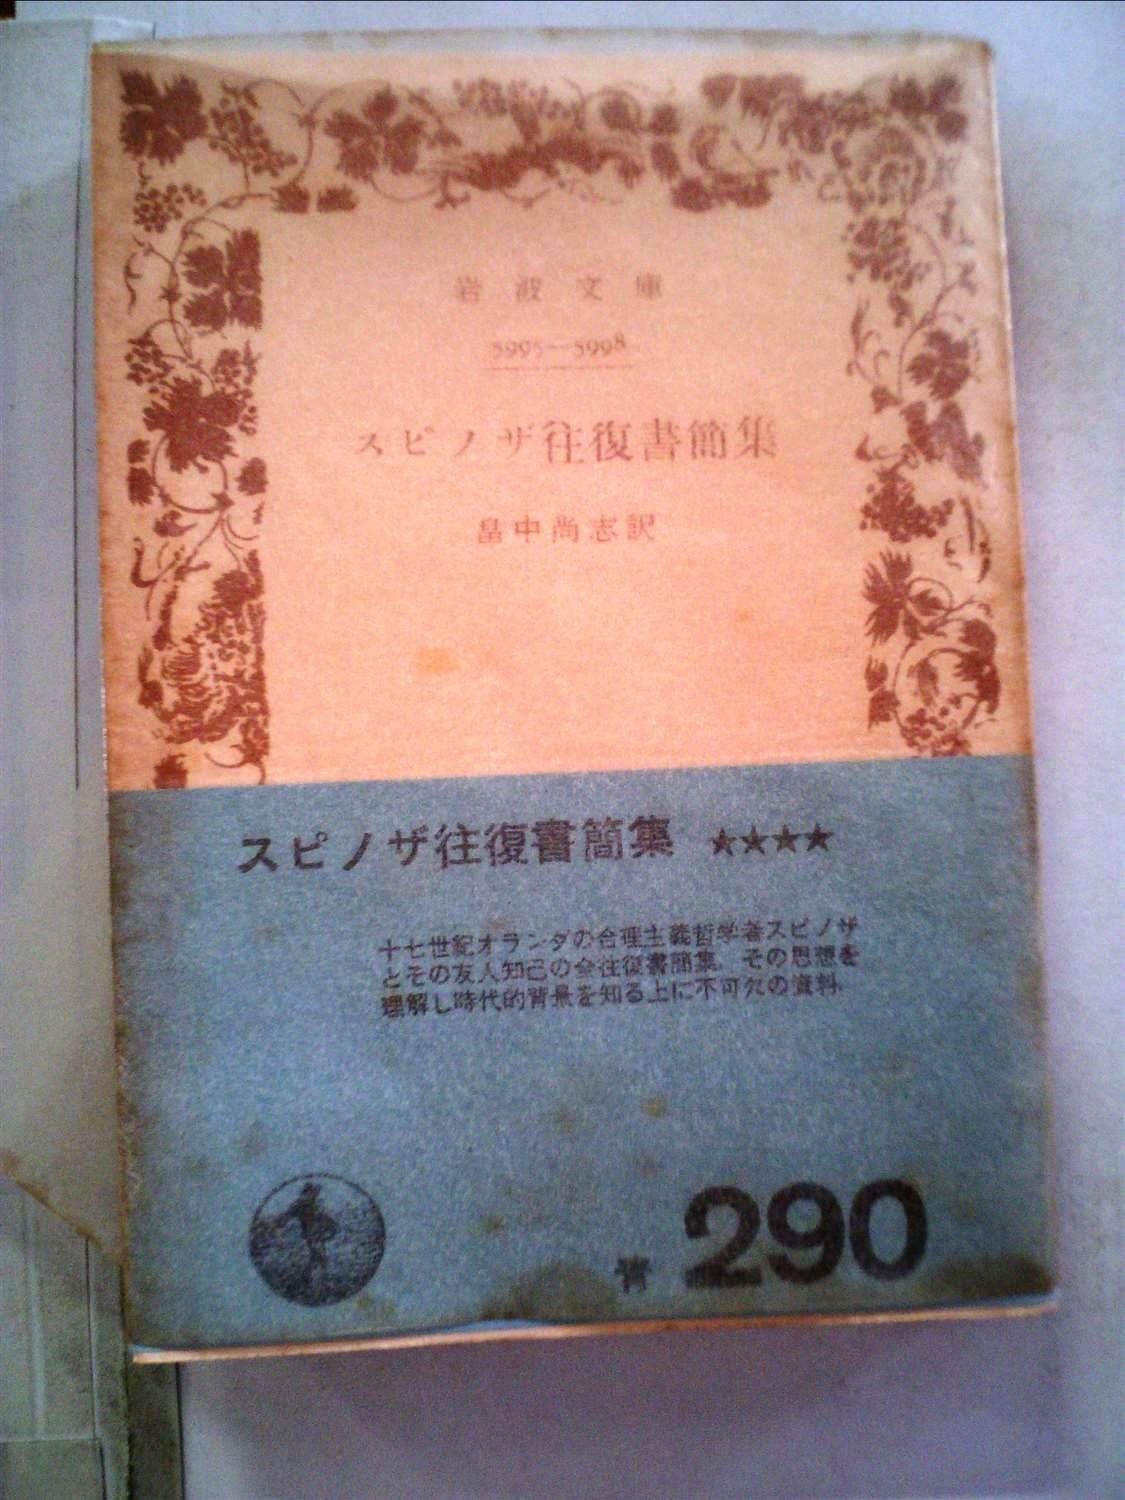 岩波文庫
5995—5998
スピノザ往復書簡集
畠中尚志訳
スピノザ往復書簡集 ★★★★
十七世紀オランダの合理主義哲学者スピノザ
とその友人知己の全往復書簡集．その思想を
理解し時代的背景を知る上に不可欠の資料．
青 290